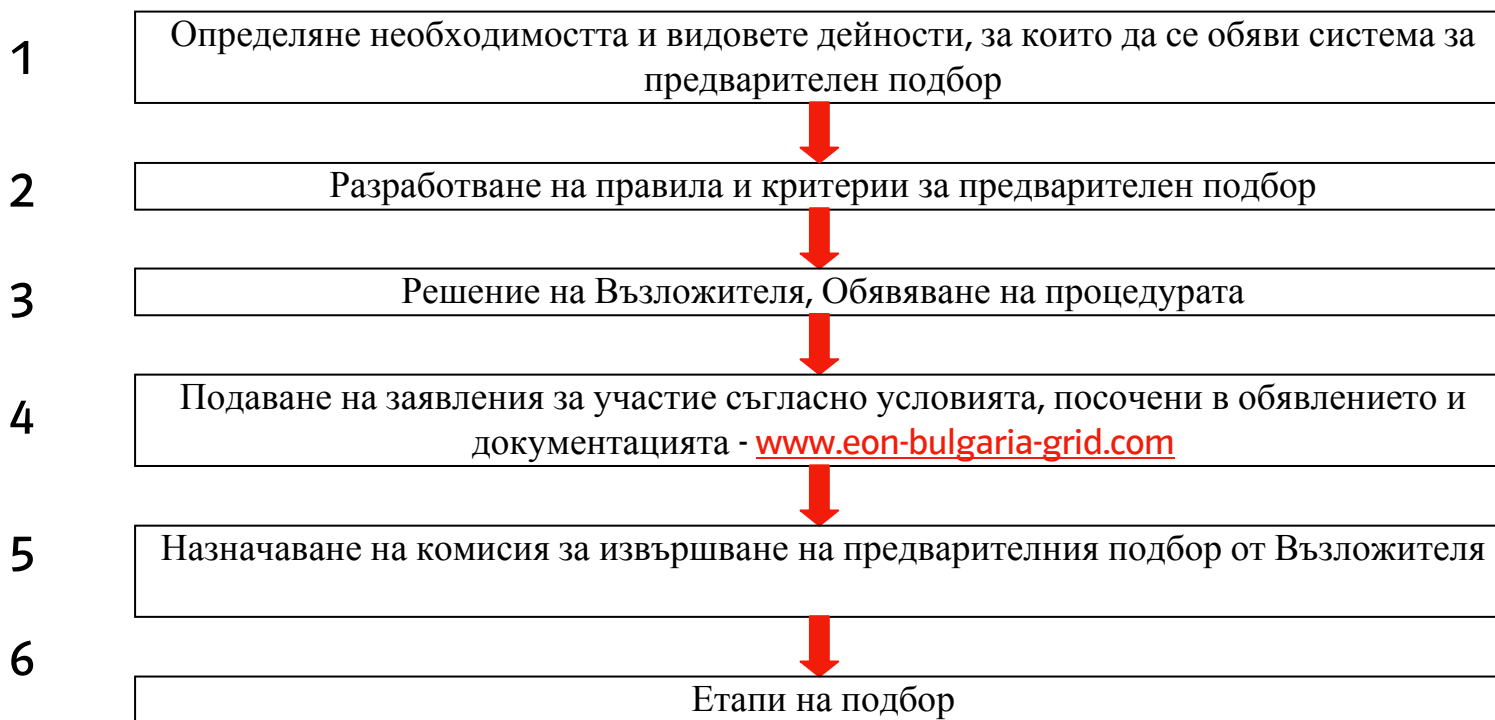 1
Определяне необходимостта и видовете дейности, за които да се обяви система за
предварителен подбор
2
Разработване на правила и критерии за предварителен подбор
3
Решение на Възложителя, Обявяване на процедурата
4
Подаване на заявления за участие съгласно условията, посочени в обявлението и
документацията - www.eon-bulgaria-grid.com
5
Назначаване на комисия за извършване на предварителния подбор от Възложителя
6
Етапи на подбор